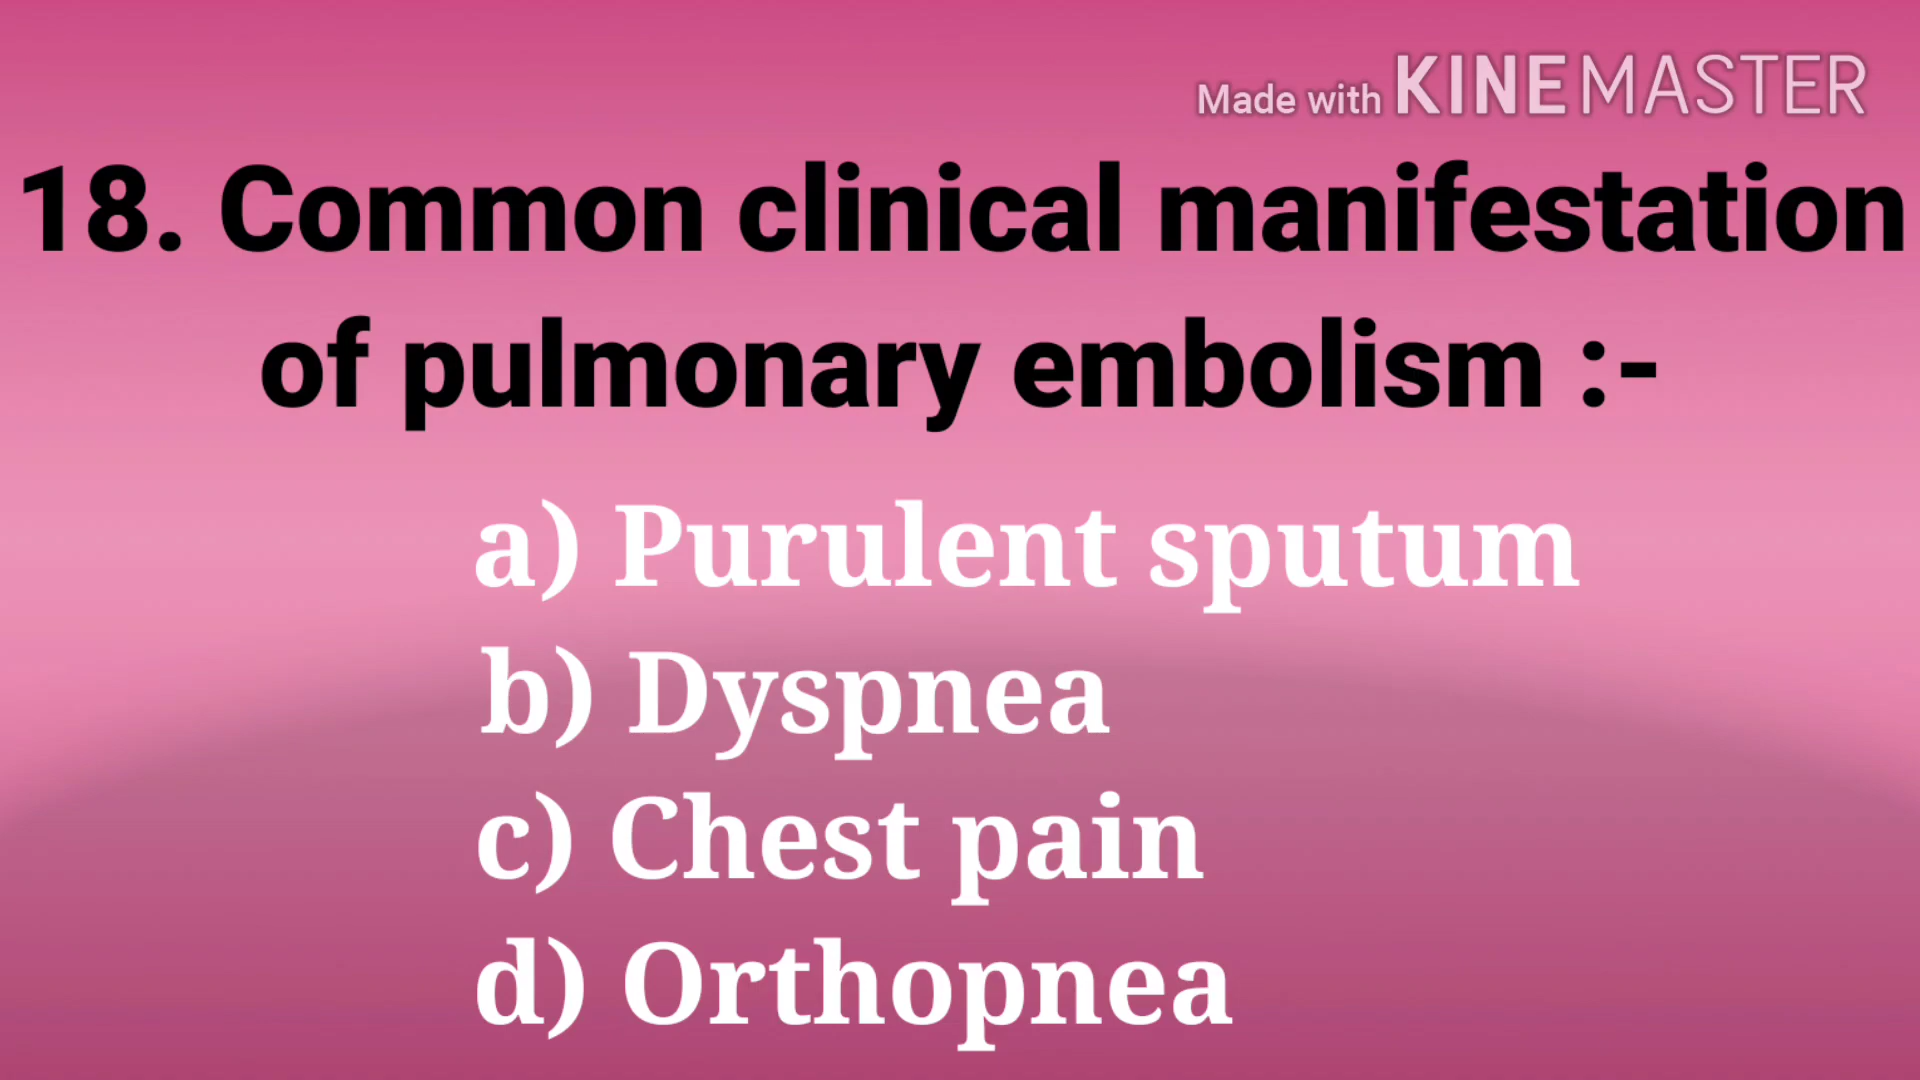 Made with KINEMASTER
18. Common clinical manifestation
of pulmonary embolism :-
a) Purulent sputum
b) Dyspnea
c) Chest pain
d) Orthopnea